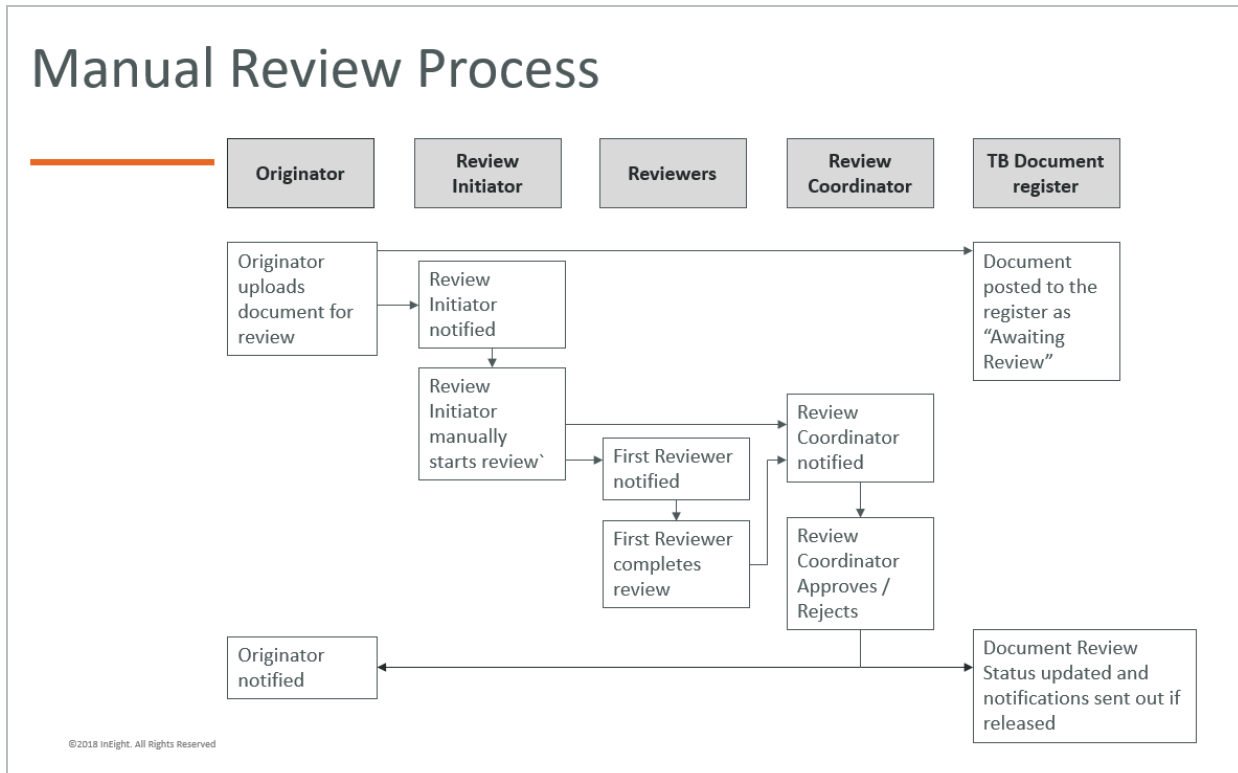 Manual Review Process
Originator
Review
Initiator
Reviewers
Review
Coordinator
TB Document
register
Originator
uploads
document for
review
Review
Initiator
notified
Document
posted to the
register as
“Awaiting
Review”
Review
Initiator
manually
starts review`
Review
Coordinator
notified
First Reviewer
notified
First Reviewer
completes
review
Review
Coordinator
Approves /
Rejects
Originator
notified
Document Review
Status updated and
notifications sent out if
released
©2018 InEight. All Rights Reserved